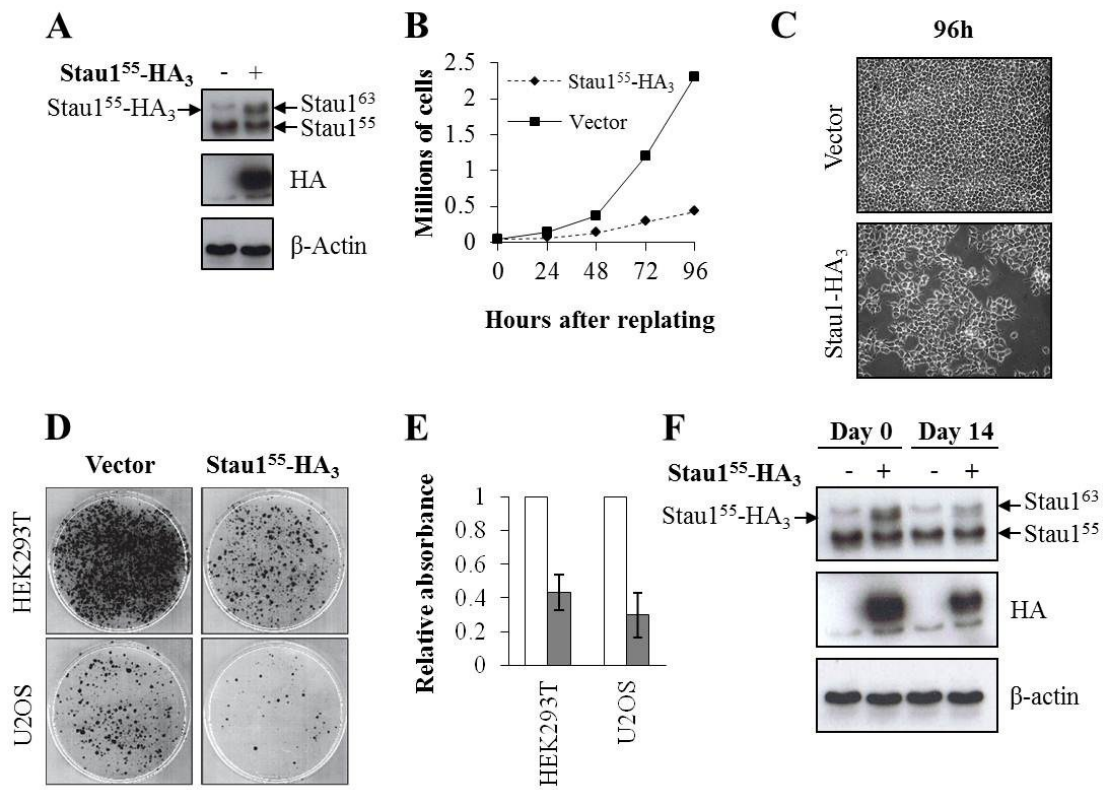 A
Stau1⁵⁵-HA₃ - +
Stau1⁵⁵-HA₃ Stau1⁶³
Stau1⁵⁵
HA
β-Actin
B
Millions of cells
2.5
2
1.5
1
0.5
0
Stau1⁵⁵-HA₃
Vector
0 24 48 72 96
Hours after replating
C
96h
Vector
Stau1-HA₃
D
Vector Stau1⁵⁵-HA₃
HEK293T
U2OS
E
Relative absorbance
1
0.8
0.6
0.4
0.2
0
HEK293T
U2OS
F
Day 0 Day 14
Stau1⁵⁵-HA₃ - + - +
Stau1⁵⁵-HA₃ Stau1⁶³
Stau1⁵⁵
HA
β-actin